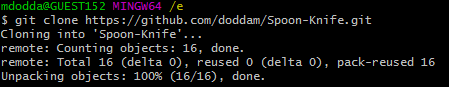 mdodda@GUEST152 MINGW64 /e
$ git clone https://github.com/doddam/Spoon-Knife.git
Cloning into 'Spoon-Knife'...
remote: Counting objects: 16, done.
remote: Total 16 (delta 0), reused 0 (delta 0), pack-reused 16
Unpacking objects: 100% (16/16), done.